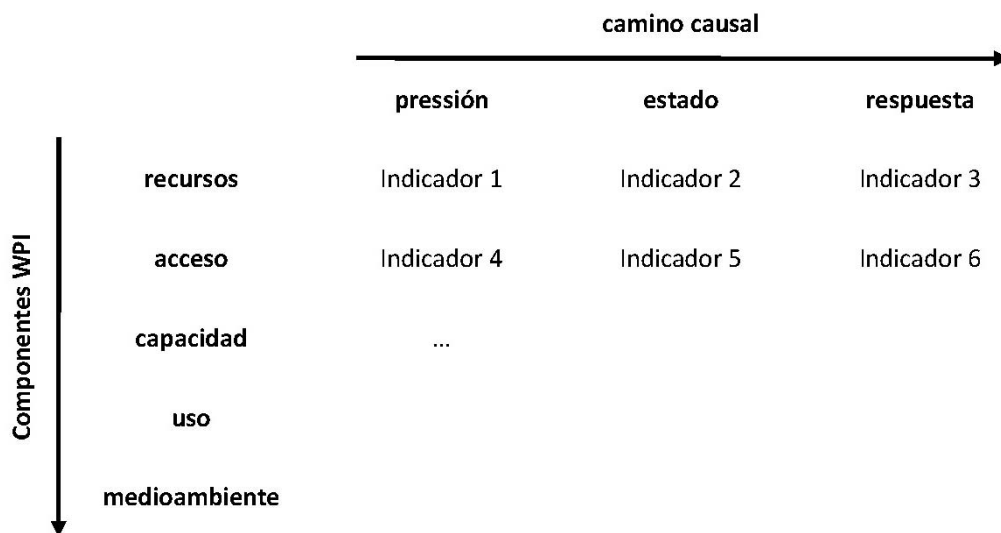 camino causal
pressión estado respuesta
Componentes WPI
recursos Indicador 1 Indicador 2 Indicador 3
acceso Indicador 4 Indicador 5 Indicador 6
capacidad ...
uso
medioambiente